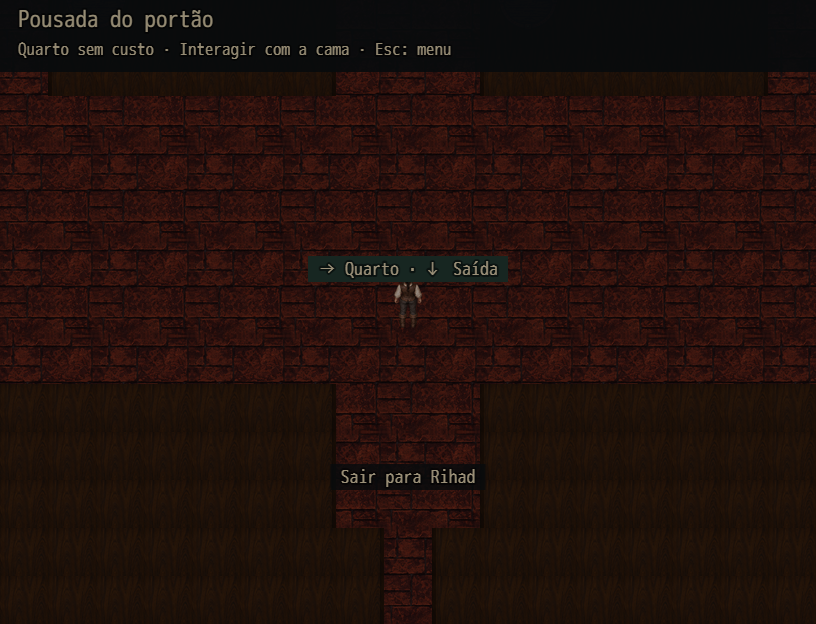 Pousada do portão
Quarto sem custo · Interagir com a cama · Esc: menu
→ Quarto · ↓ Saída
Sair para Rihad